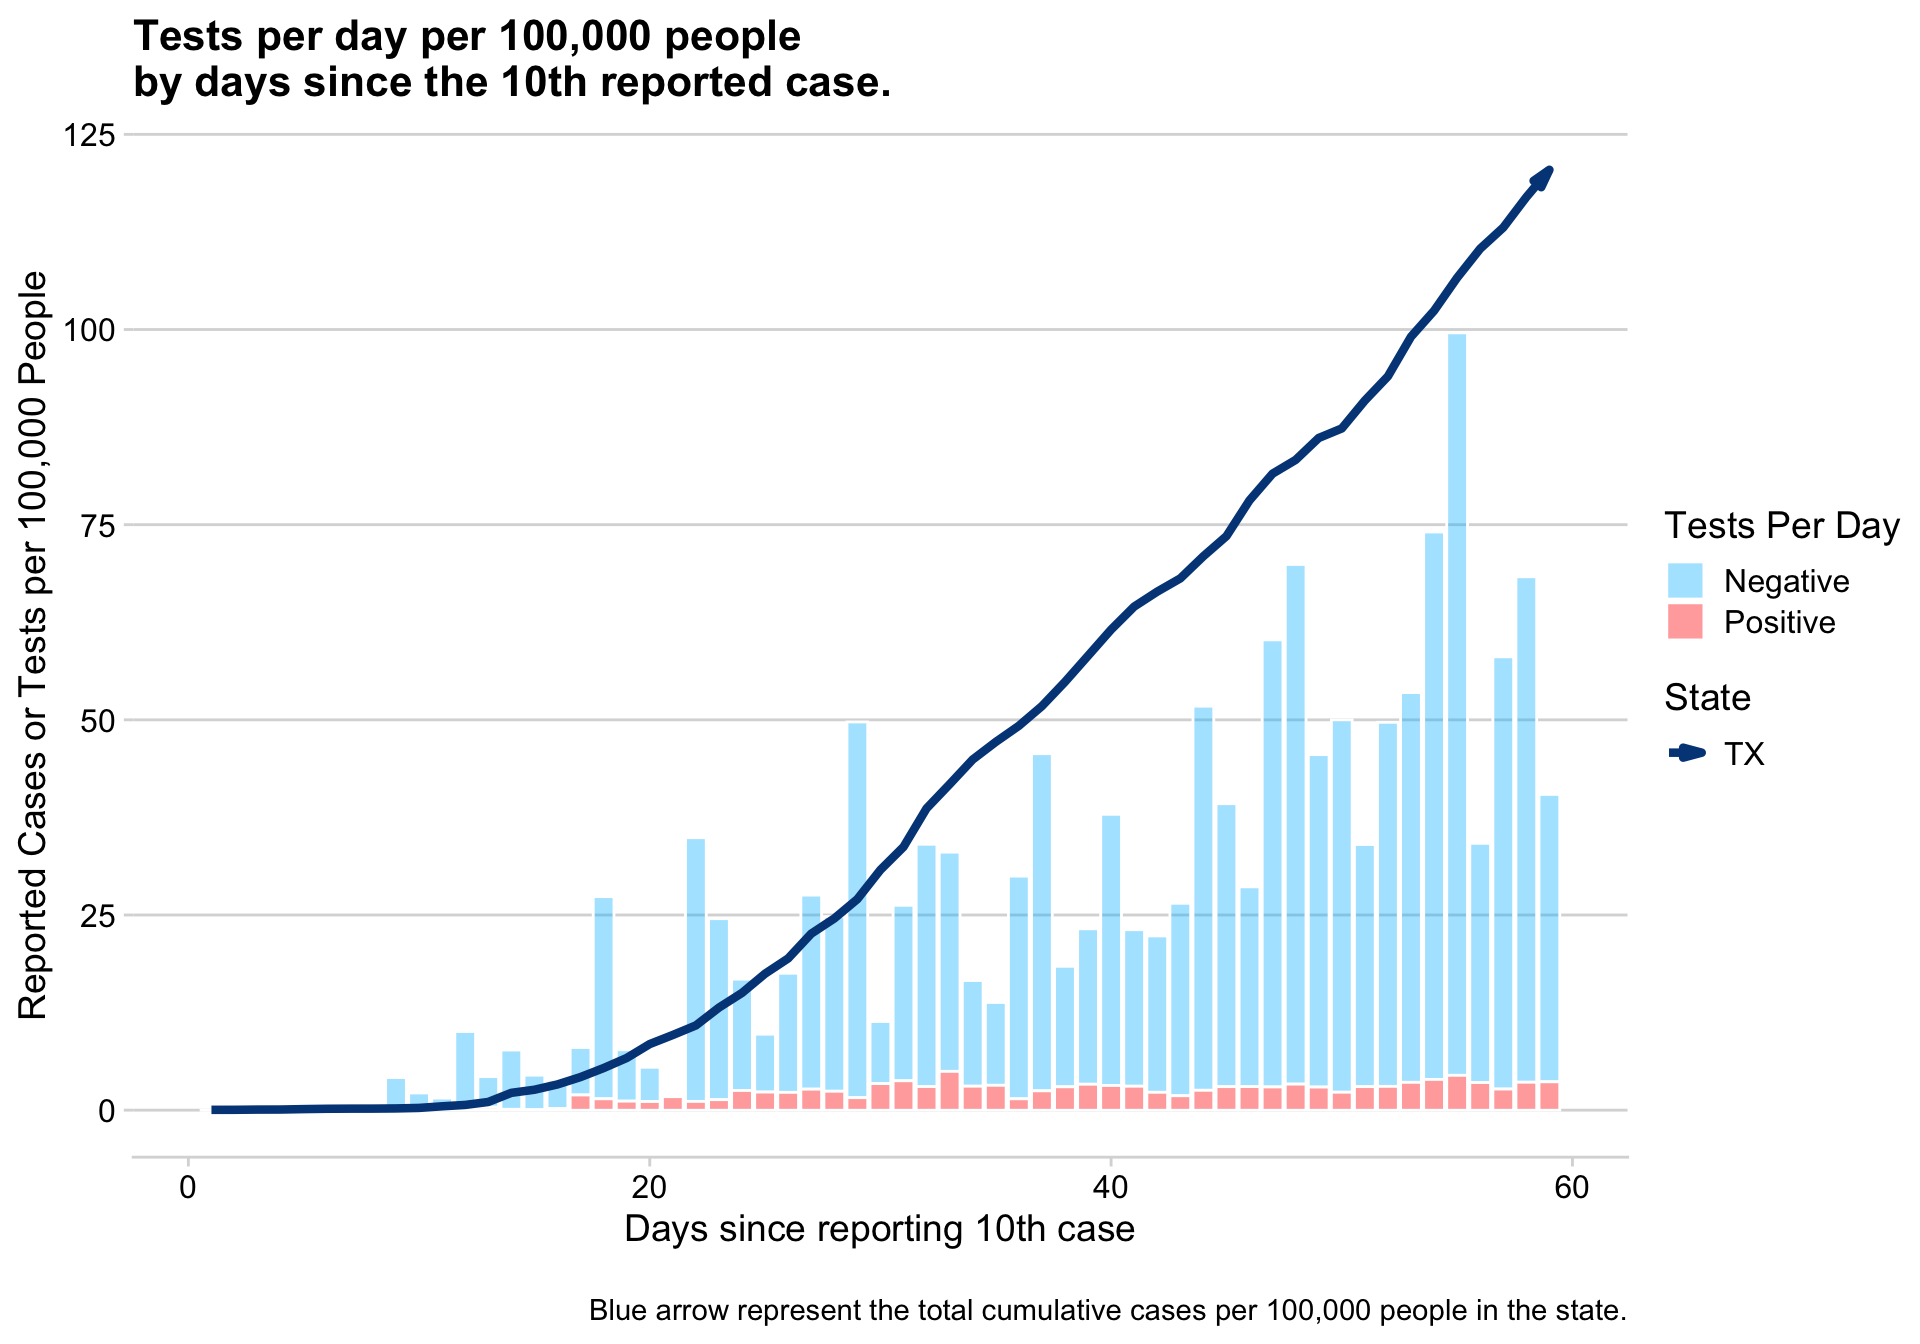 Tests per day per 100,000 people
by days since the 10th reported case.
Reported Cases or Tests per 100,000 People
125
100
75
50
25
0
0
20
40
60
Days since reporting 10th case
Tests Per Day
Negative
Positive
State
TX
Blue arrow represent the total cumulative cases per 100,000 people in the state.